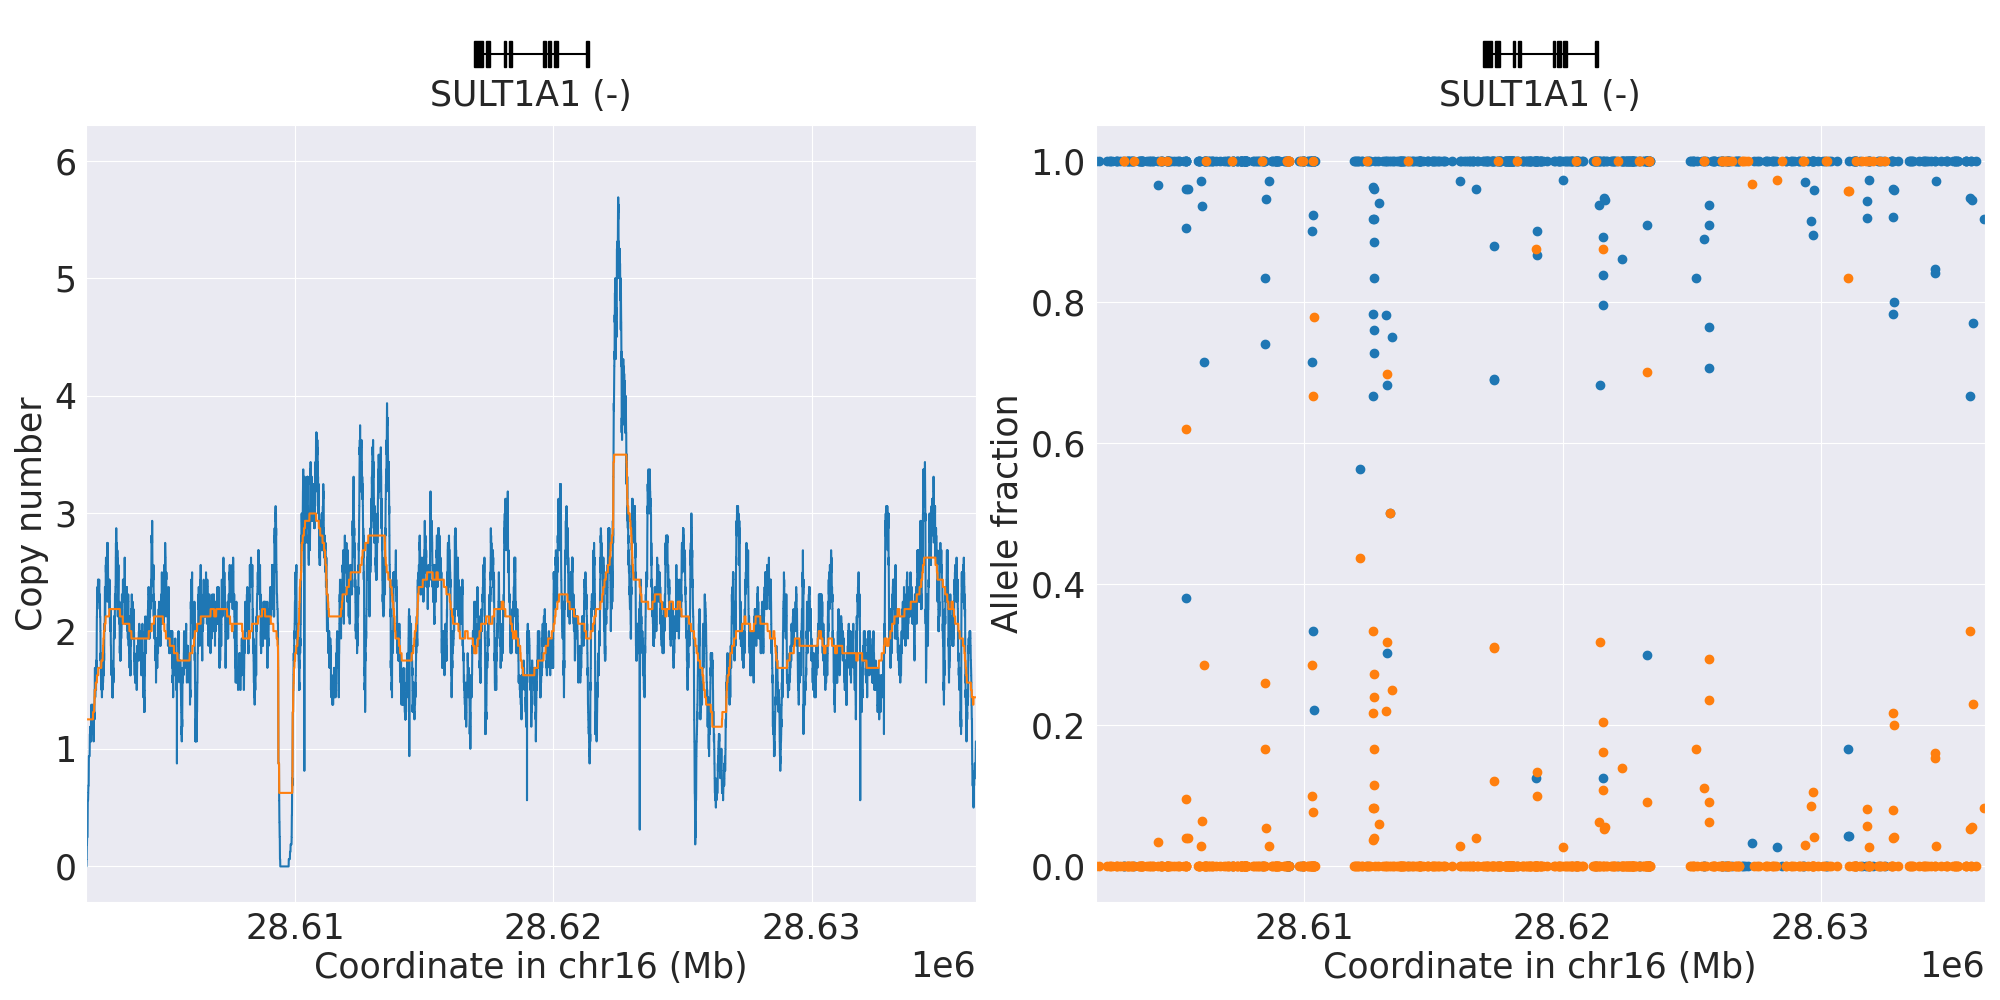 SULT1A1 (-)
6
5
4
3
2
1
0
Copy number
28.61
28.62
28.63
Coordinate in chr16 (Mb)
1e6
SULT1A1 (-)
1.0
0.8
0.6
0.4
0.2
0.0
Allele fraction
28.61
28.62
28.63
Coordinate in chr16 (Mb)
1e6